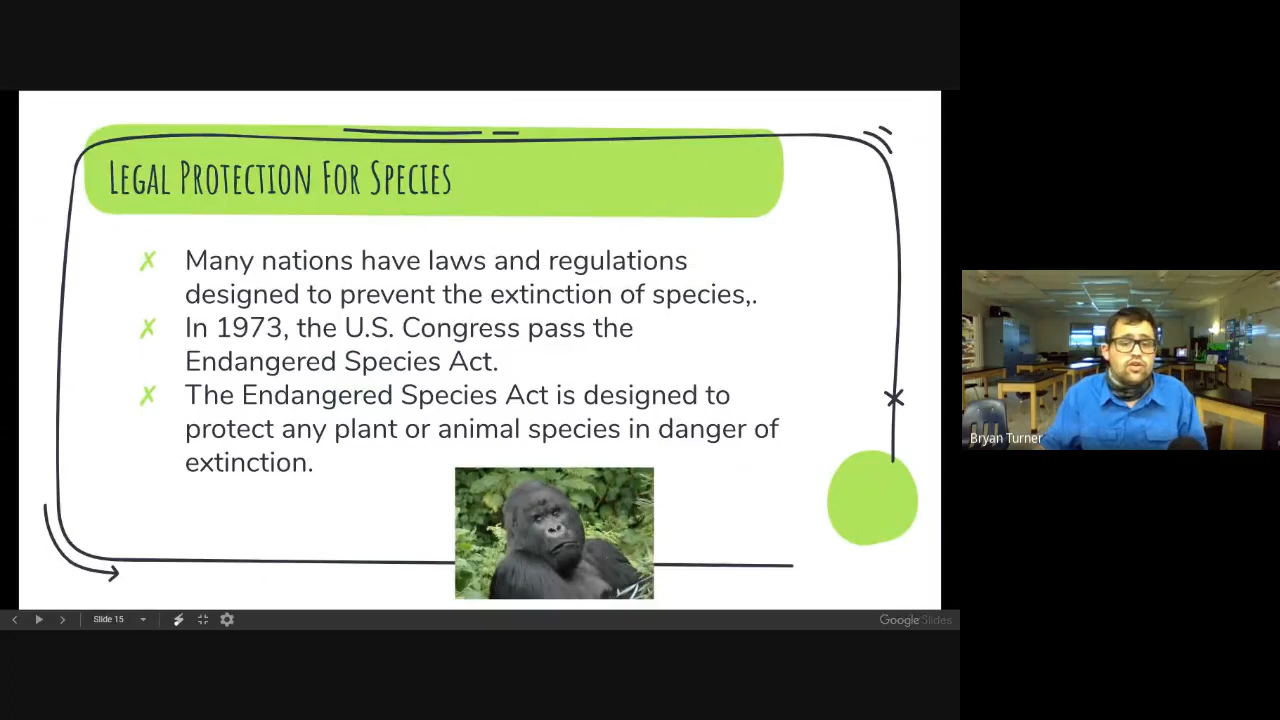 Legal Protection For Species
✗ Many nations have laws and regulations
designed to prevent the extinction of species,.
✗ In 1973, the U.S. Congress pass the
Endangered Species Act.
✗ The Endangered Species Act is designed to
protect any plant or animal species in danger of
extinction.
Bryan Turner
Slide 15
Google Slides